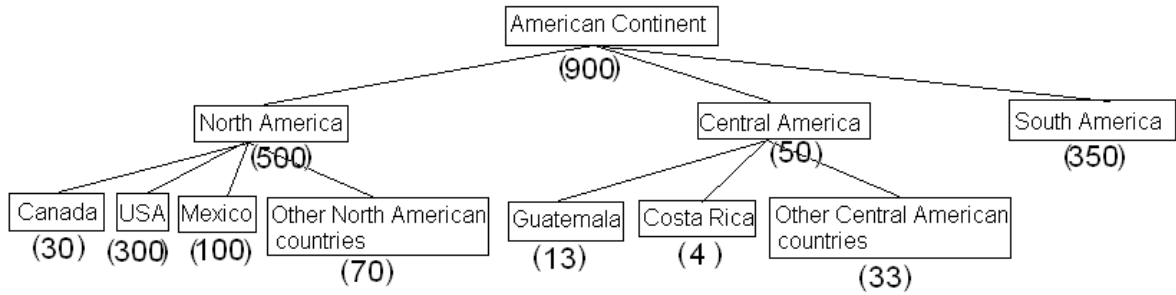 American Continent
(900)
North America
(500)
Central America
(50)
South America
(350)
Canada
(30)
USA
(300)
Mexico
(100)
Other North American
countries
(70)
Guatemala
(13)
Costa Rica
(4)
Other Central American
countries
(33)